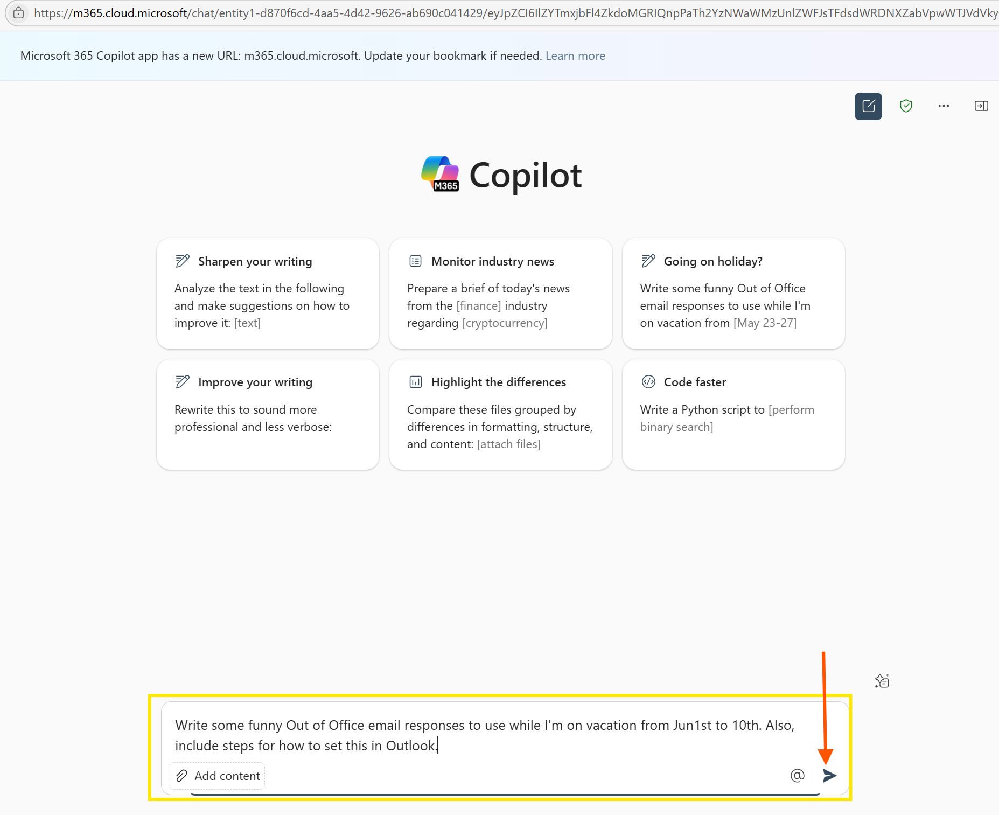 https://m365.cloud.microsoft/chat/entity1-d870f6cd-4aa5-4d42-9626-ab690c041429/
Microsoft 365 Copilot app has a new URL: m365.cloud.microsoft. Update your bookmark if needed. Learn more
M365
Copilot
Sharpen your writing
Analyze the text in the following
and make suggestions on how to
improve it: [text]
Monitor industry news
Prepare a brief of today's news
from the [finance] industry
regarding [cryptocurrency]
Going on holiday?
Write some funny Out of Office
email responses to use while I'm
on vacation from [May 23-27]
Improve your writing
Rewrite this to sound more
professional and less verbose:
Highlight the differences
Compare these files grouped by
differences in formatting, structure,
and content: [attach files]
Code faster
Write a Python script to [perform
binary search]
Write some funny Out of Office email responses to use while I'm on vacation from Jun1st to 10th. Also,
include steps for how to set this in Outlook.
Add content
@